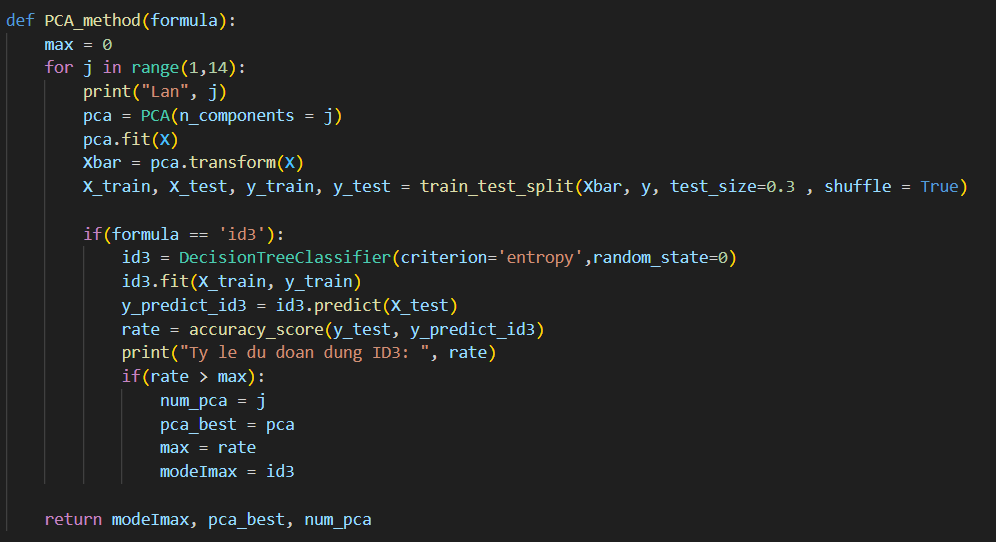 def PCA_method(formula):
    max = 0
    for j in range(1,14):
        print("Lan", j)
        pca = PCA(n_components = j)
        pca.fit(X)
        Xbar = pca.transform(X)
        X_train, X_test, y_train, y_test = train_test_split(Xbar, y, test_size=0.3 , shuffle = True)

        if(formula == 'id3'):
            id3 = DecisionTreeClassifier(criterion='entropy',random_state=0)
            id3.fit(X_train, y_train)
            y_predict_id3 = id3.predict(X_test)
            rate = accuracy_score(y_test, y_predict_id3)
            print("Ty le du doan dung ID3: ", rate)
            if(rate > max):
                num_pca = j
                pca_best = pca
                max = rate
                modeImax = id3

    return modeImax, pca_best, num_pca